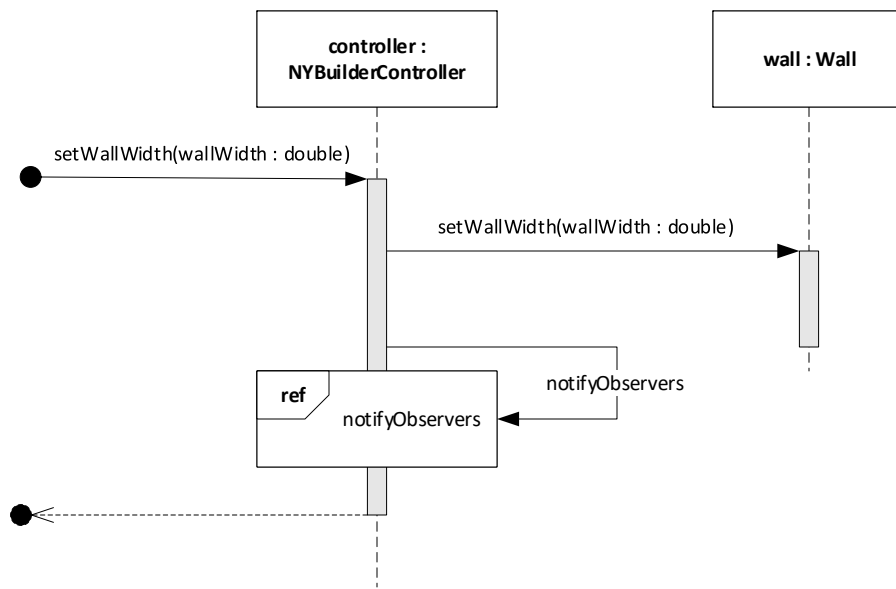 controller :
NYBuilderController
wall : Wall
setWallWidth(wallWidth : double)
setWallWidth(wallWidth : double)
notifyObservers
ref
notifyObservers